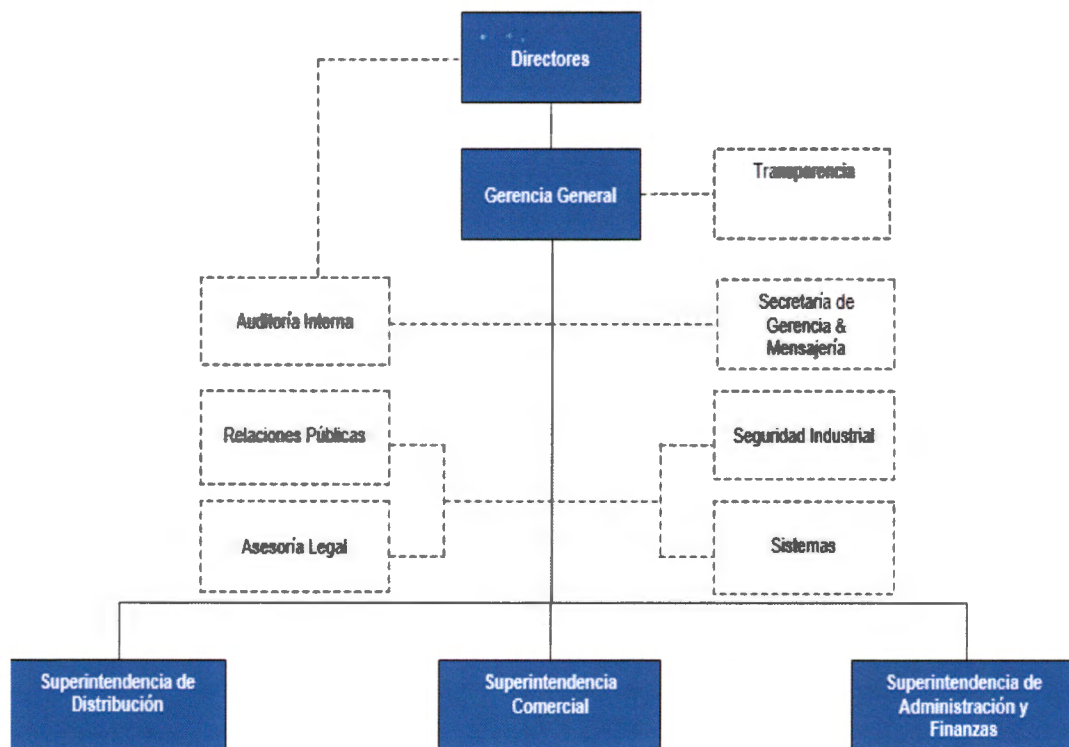 Directores
Gerencia General
Transparencia
Auditoría Interna
Secretaria de
Gerencia &
Mensajería
Relaciones Públicas
Seguridad Industrial
Asesoría Legal
Sistemas
Superintendencia de
Distribución
Superintendencia
Comercial
Superintendencia de
Administración y
Finanzas